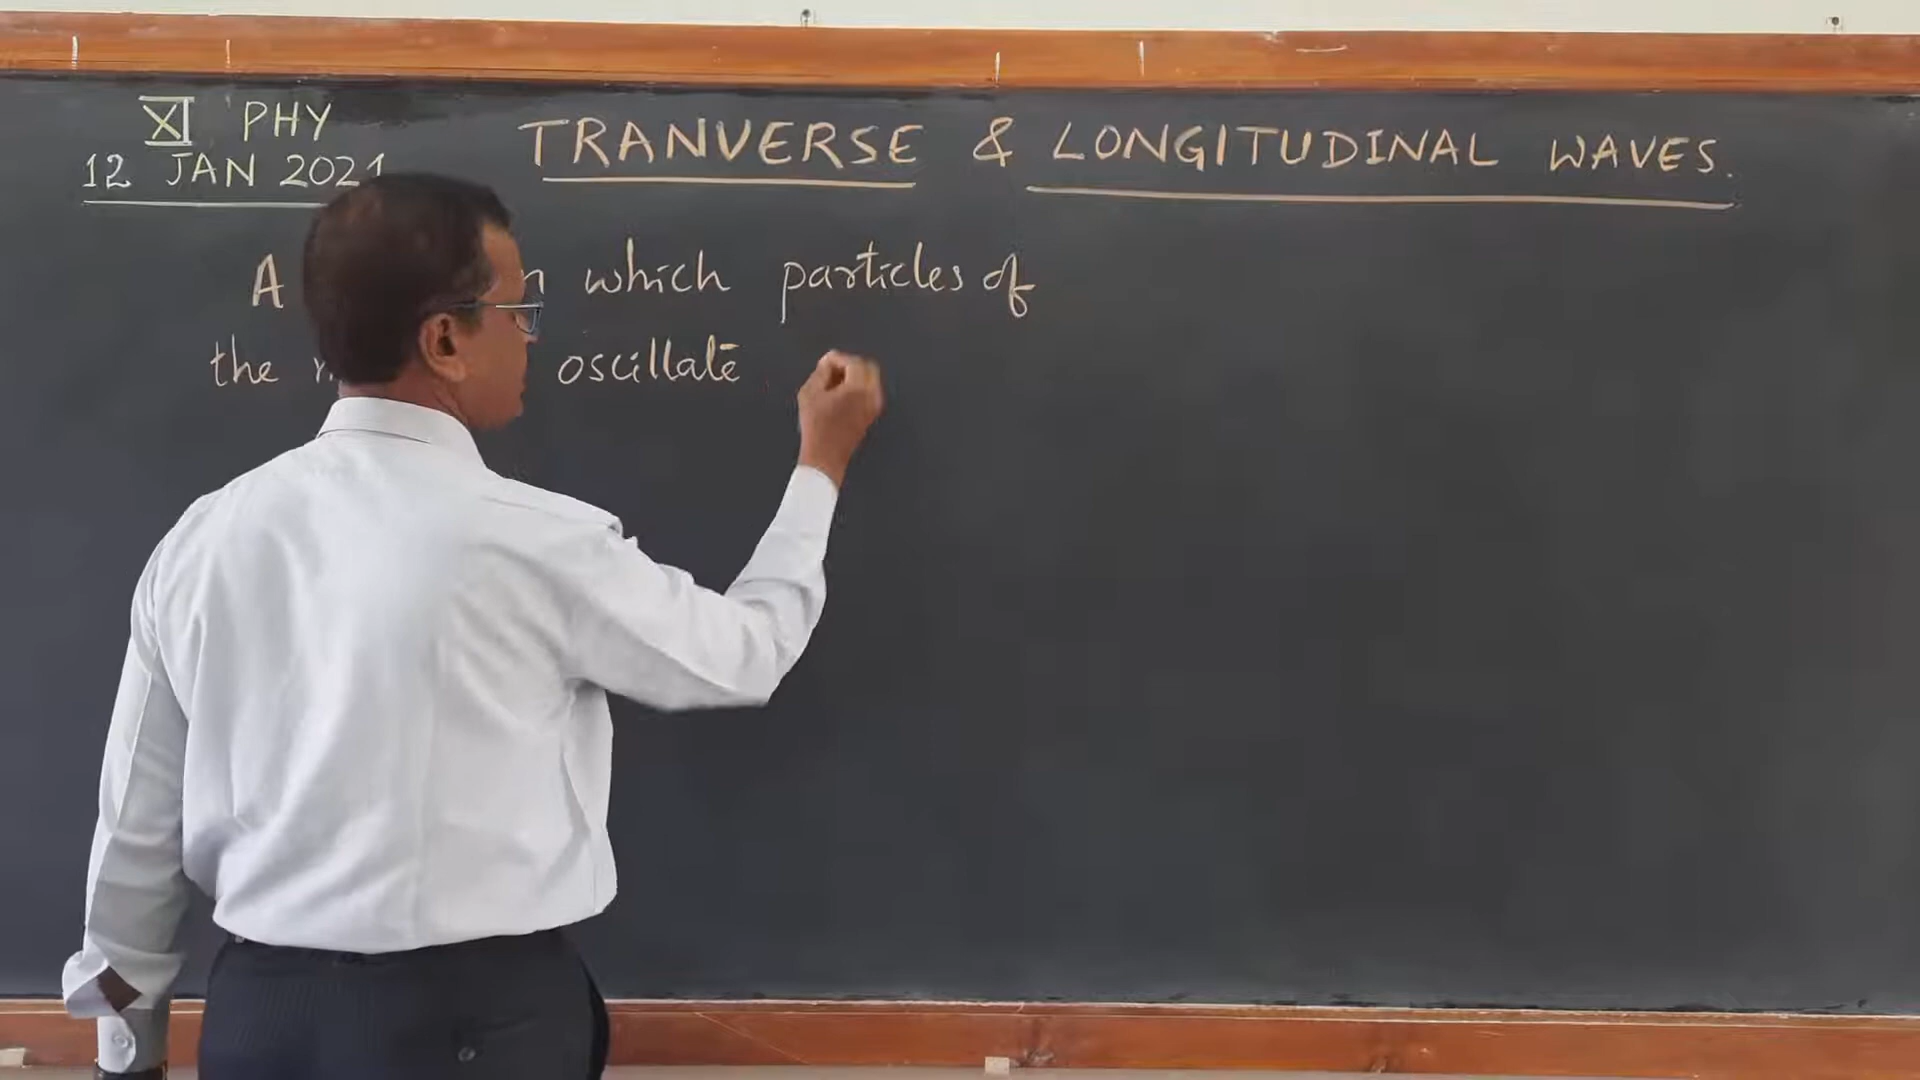 XI PHY
12 JAN 2021
TRANVERSE & LONGITUDINAL WAVES.
A which particles of
the oscillate